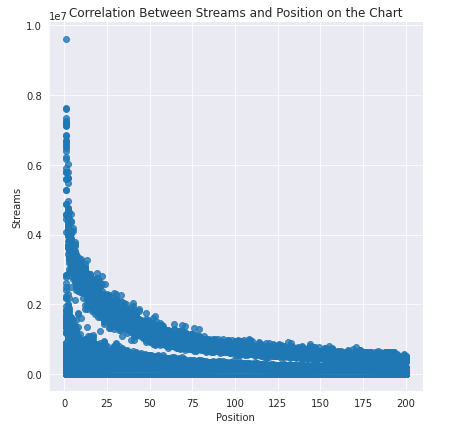 Correlation Between Streams and Position on the Chart
1e7
1.0
0.8
0.6
0.4
0.2
0.0
Streams
0 25 50 75 100 125 150 175 200
Position